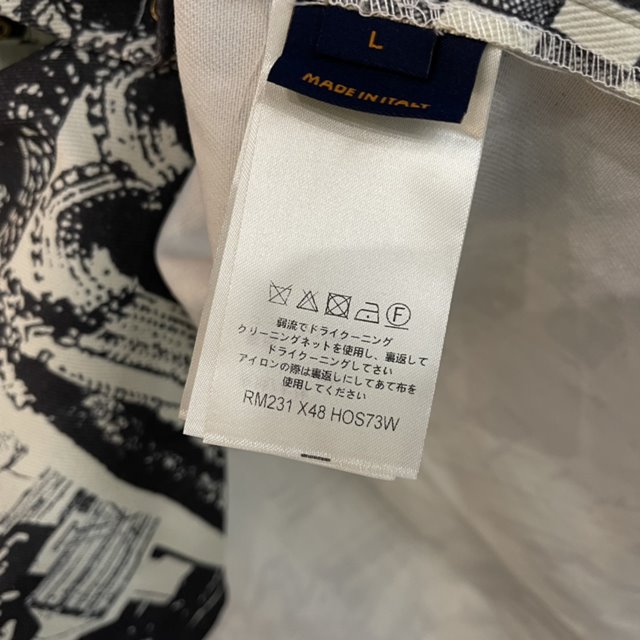 L
MADE IN ITALY
F
弱流でドライクーニング
クリーニングネットを使用し、裏返して
ドライクーニングして下さい
アイロンの際は裏返しにしてあて布を
使用してください
RM231 X48 HOS73W